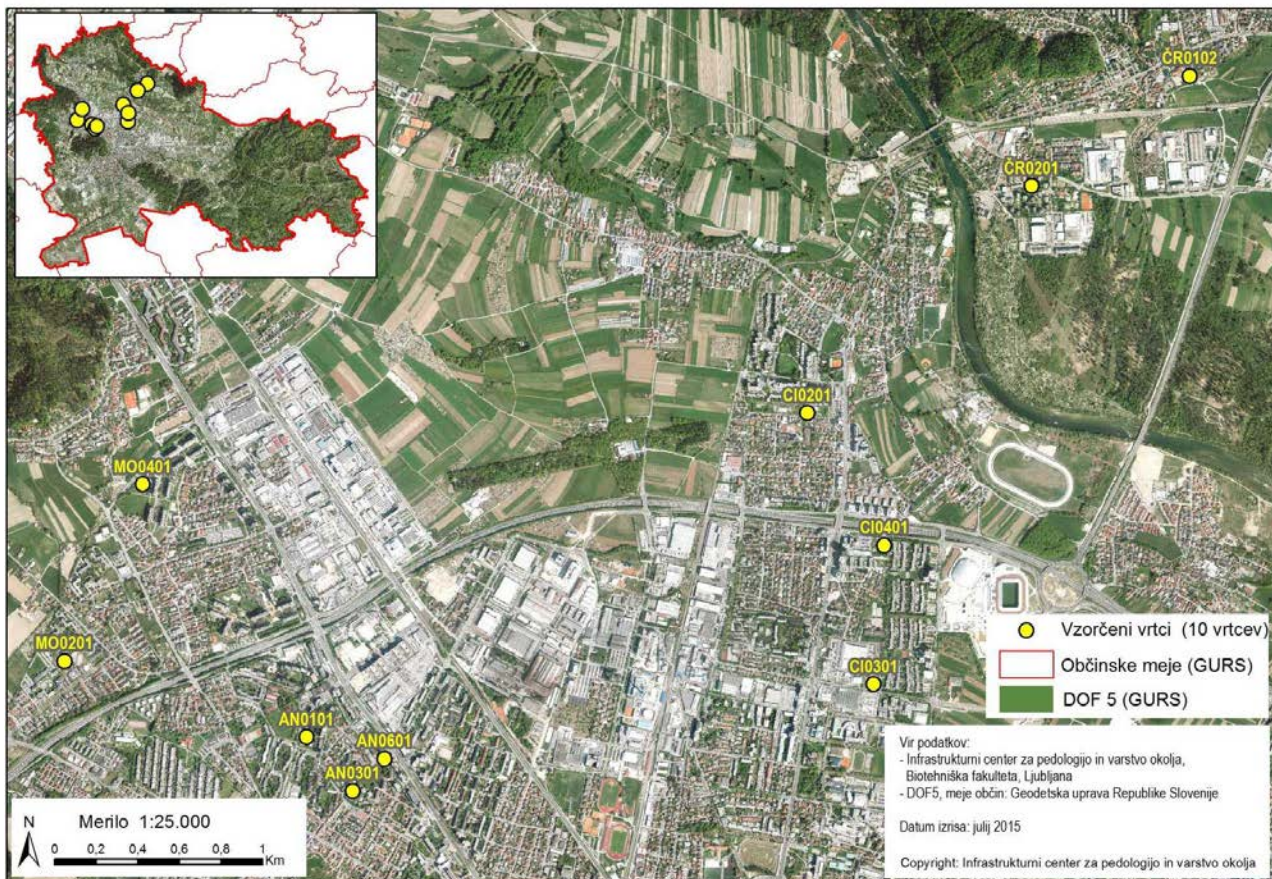 ČR0102
ČR0201
CI0201
MO0401
CI0401
MO0201
CI0301
AN0101
AN0601
AN0301
Vzorčeni vrtci (10 vrtcev)
Občinske meje (GURS)
DOF 5 (GURS)
Vir podatkov:
- Infrastrukturni center za pedologijo in varstvo okolja,
Biotehniška fakulteta, Ljubljana
- DOF5, meje občin: Geodetska uprava Republike Slovenije
Datum izrisa: julij 2015
Copyright: Infrastrukturni center za pedologijo in varstvo okolja
N
Merilo 1:25.000
0 0,2 0,4 0,6 0,8 1
Km